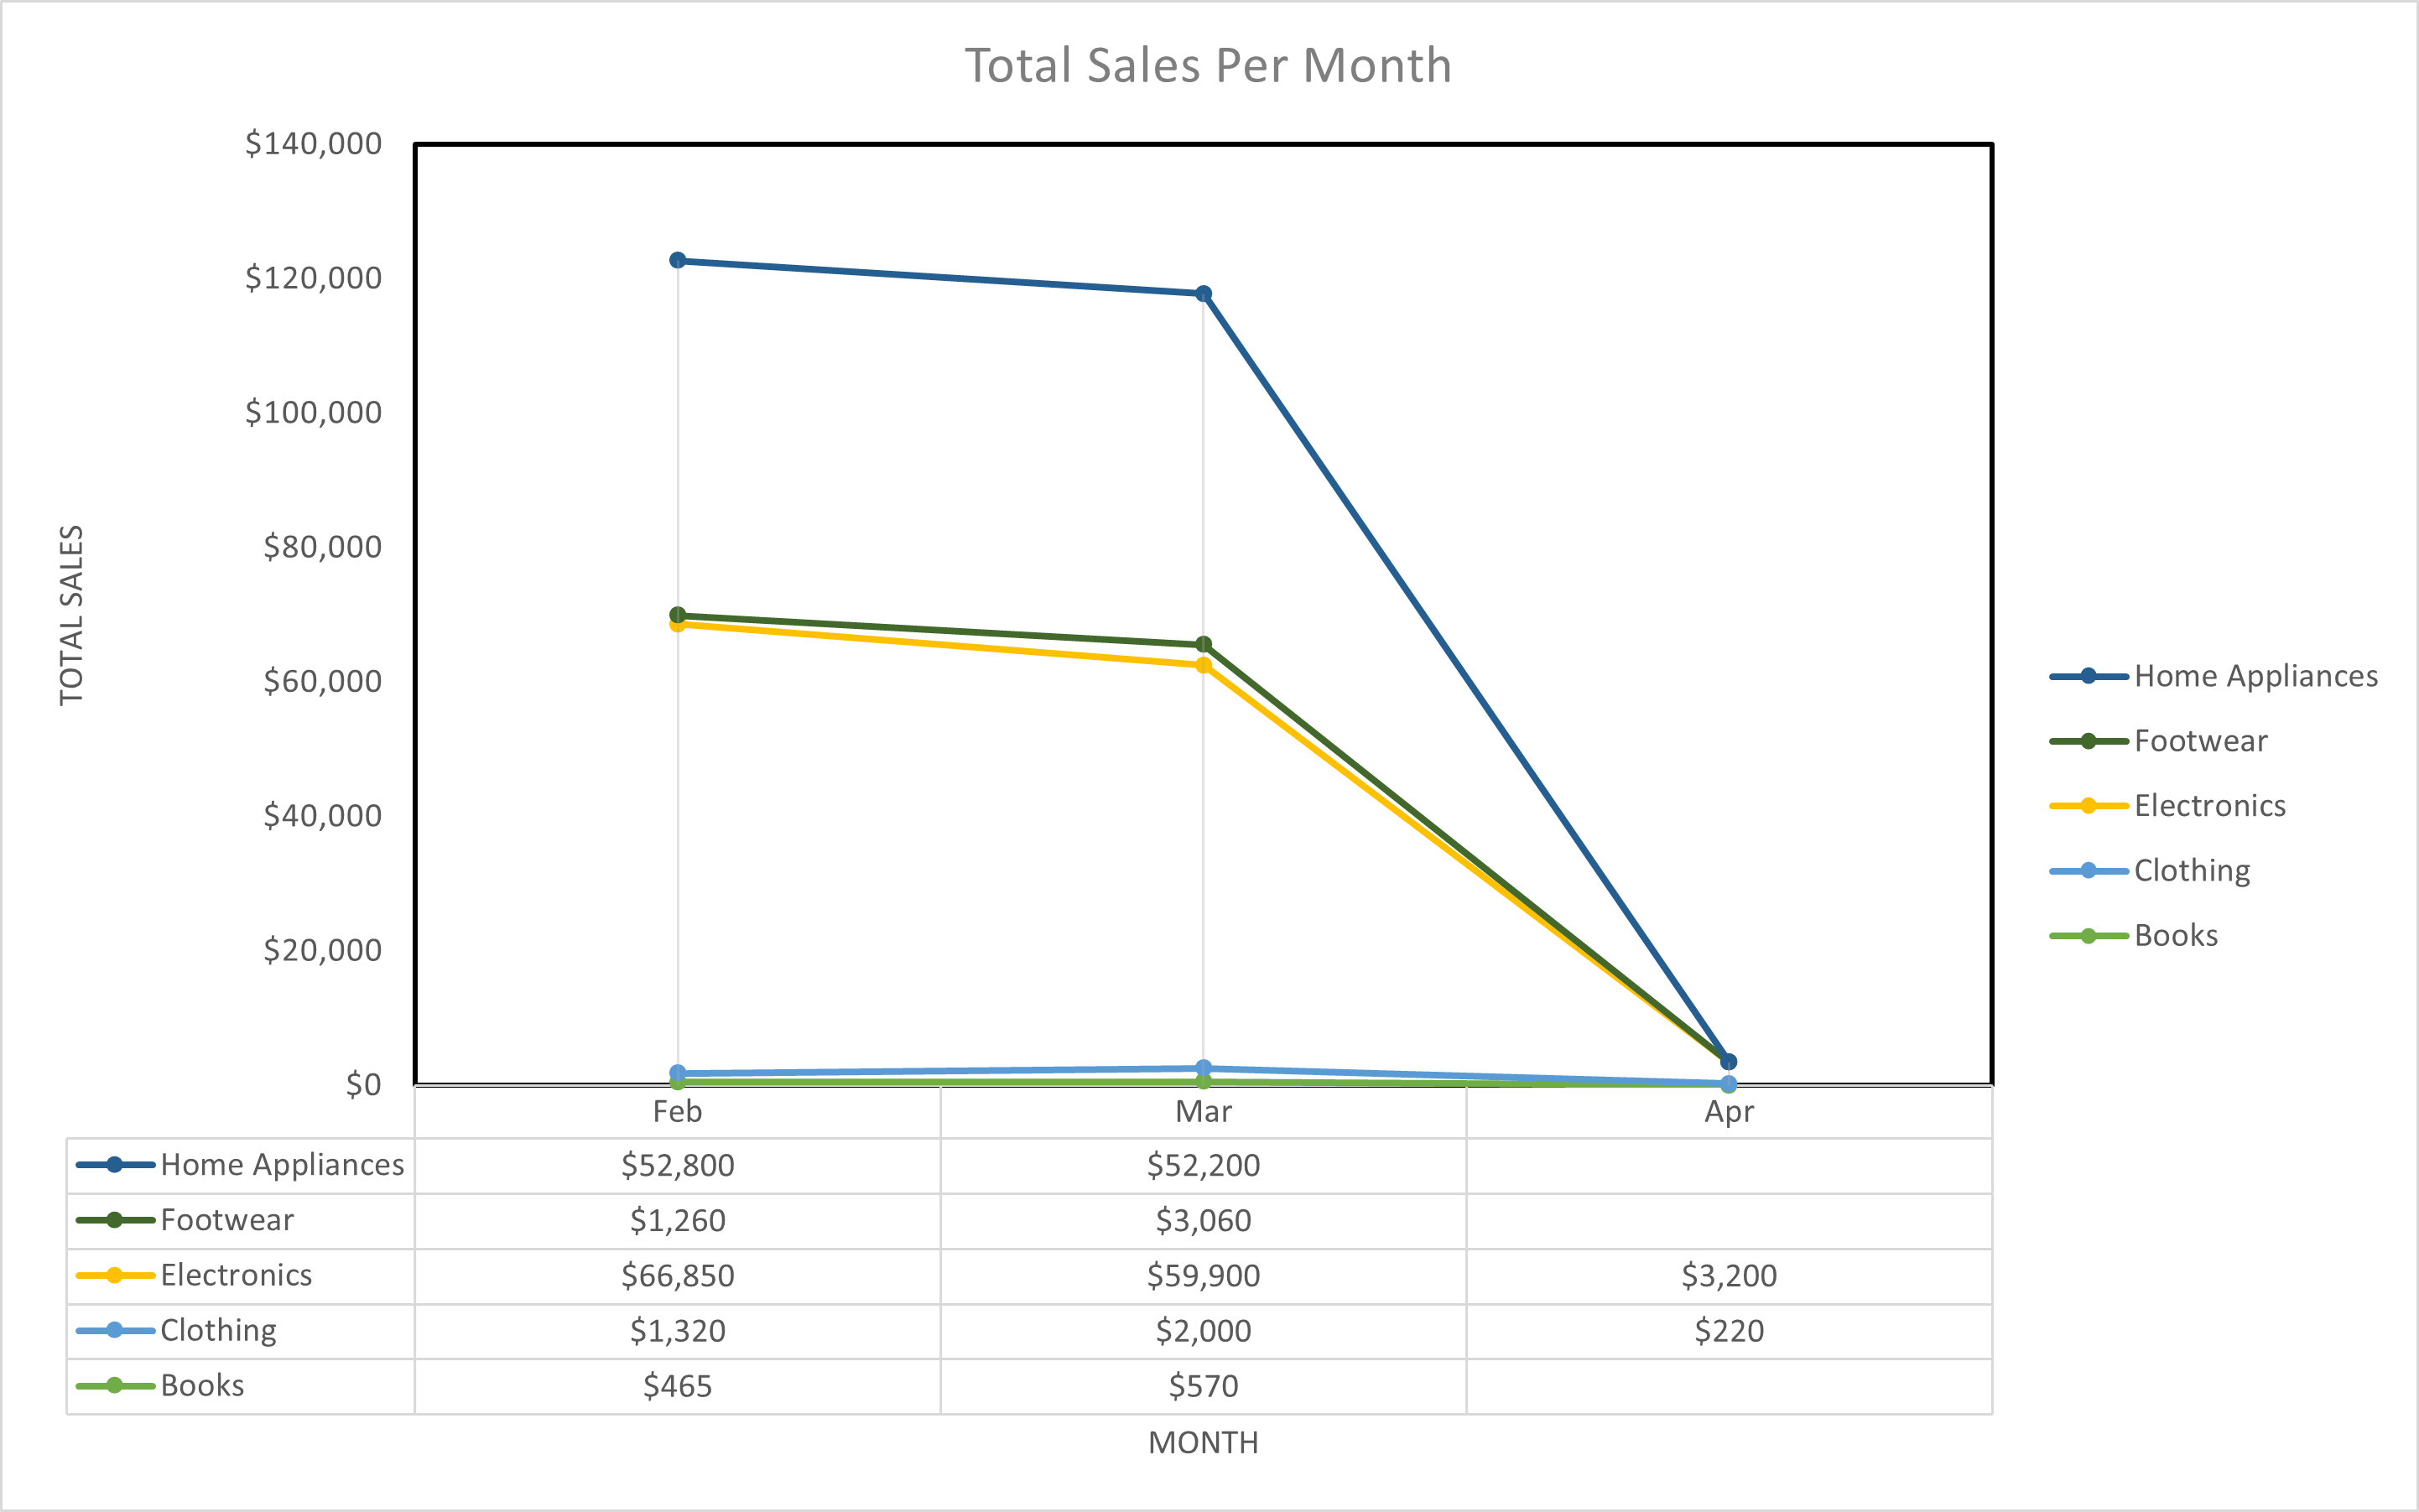 Total Sales Per Month
$140,000
$120,000
$100,000
$80,000
$60,000
$40,000
$20,000
$0
TOTAL SALES
Home Appliances
Footwear
Electronics
Clothing
Books
Feb Mar Apr
Home Appliances $52,800 $52,200
Footwear $1,260 $3,060
Electronics $66,850 $59,900 $3,200
Clothing $1,320 $2,000 $220
Books $465 $570
MONTH